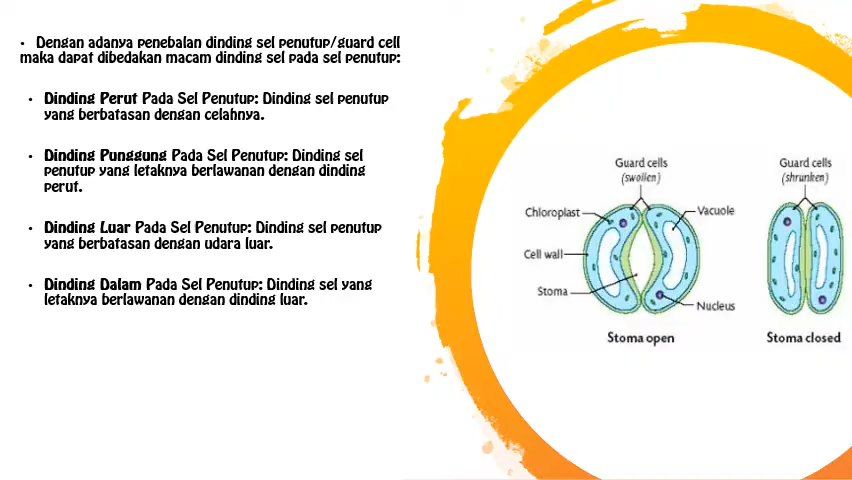 • Dengan adanya penebalan dinding sel penutup/guard cell
maka dapat dibedakan macam dinding sel pada sel penutup:
• Dinding Perut Pada Sel Penutup: Dinding sel penutup
yang berbatasan dengan celahnya.
• Dinding Punggung Pada Sel Penutup: Dinding sel
penutup yang letaknya berlawanan dengan dinding
perut.
• Dinding Luar Pada Sel Penutup: Dinding sel penutup
yang berbatasan dengan udara luar.
• Dinding Dalam Pada Sel Penutup: Dinding sel yang
letaknya berlawanan dengan dinding luar.
Guard cells
(swollen)
Chloroplast
Vacuole
Cell wall
Stoma
Nucleus
Stoma open
Guard cells
(shrunken)
Stoma closed